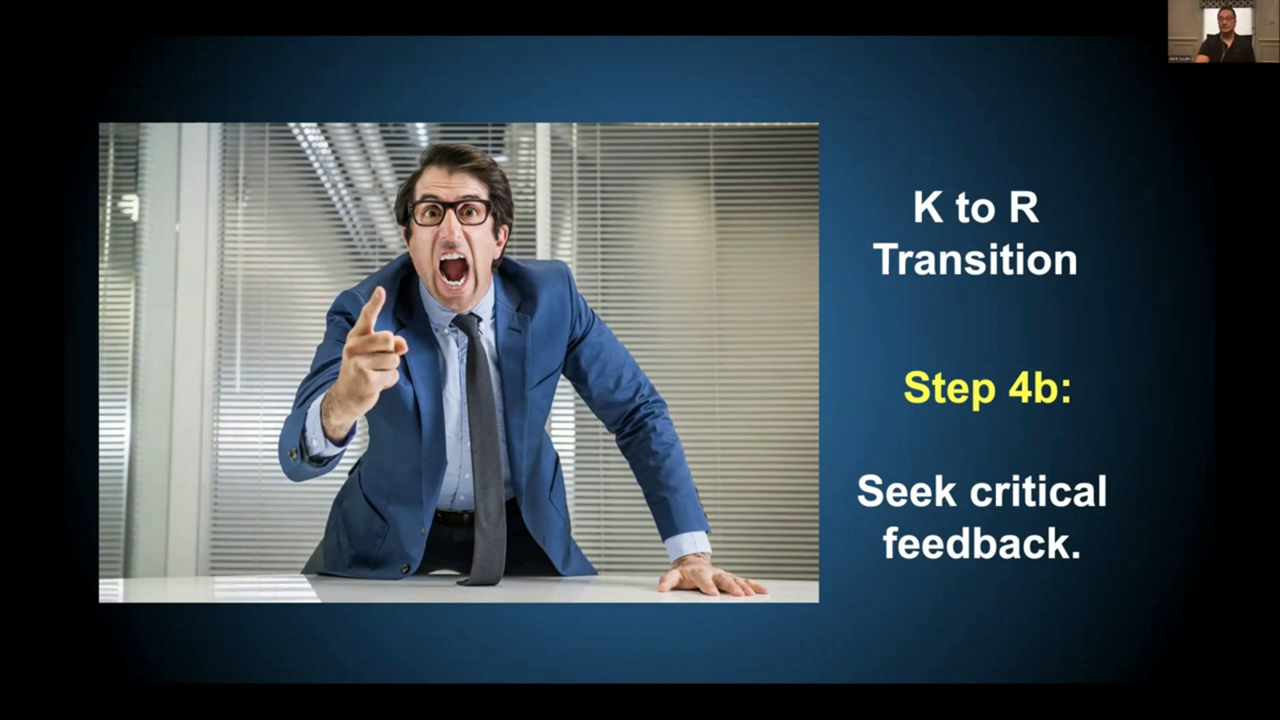 K to R
Transition
Step 4b:
Seek critical
feedback.